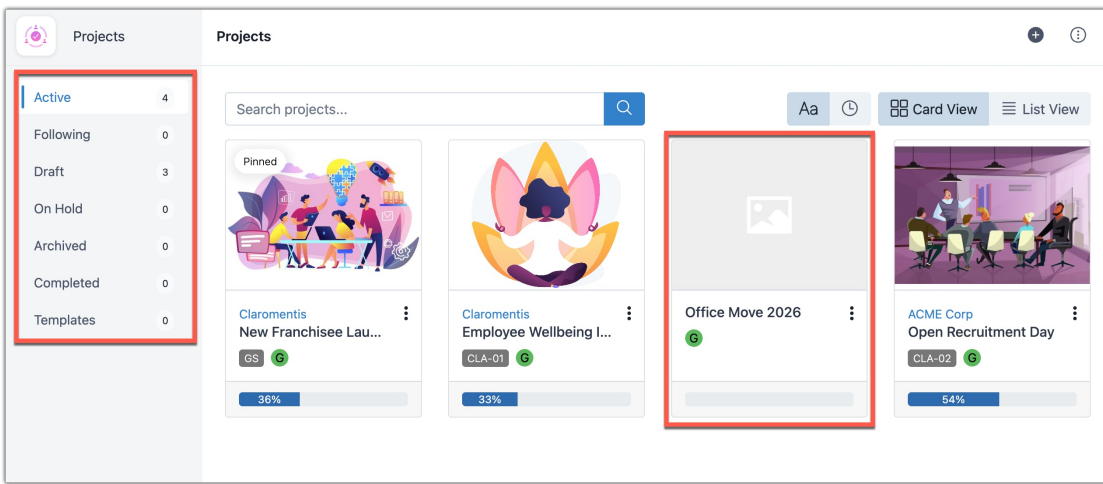 Projects
Projects
Active 4
Following 0
Draft 3
On Hold 0
Archived 0
Completed 0
Templates 0
Search projects...
Aa
Card View
List View
Pinned
Claromentis
New Franchisee Lau...
GS G
36%
Claromentis
Employee Wellbeing I...
CLA-01 G
33%
Office Move 2026
G
ACME Corp
Open Recruitment Day
CLA-02 G
54%